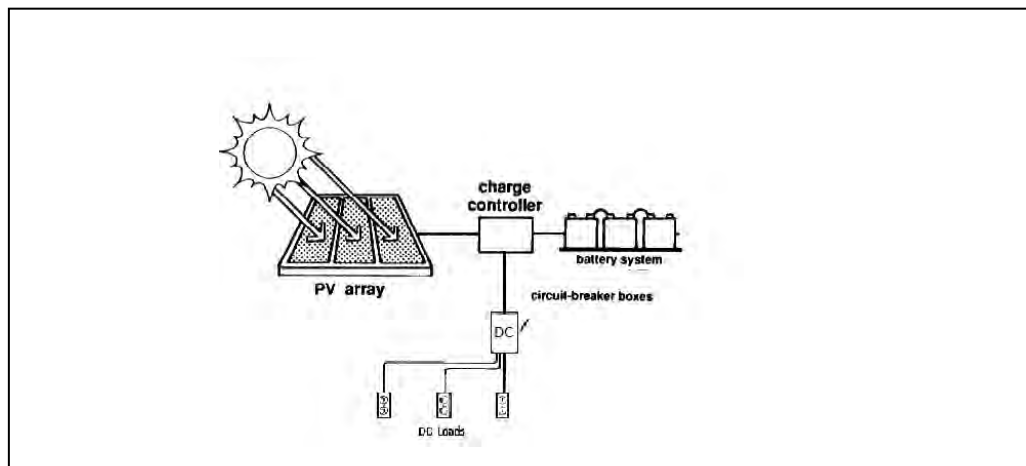 charge
controller
battery system
PV array
circuit-breaker boxes
DC
DC Loads